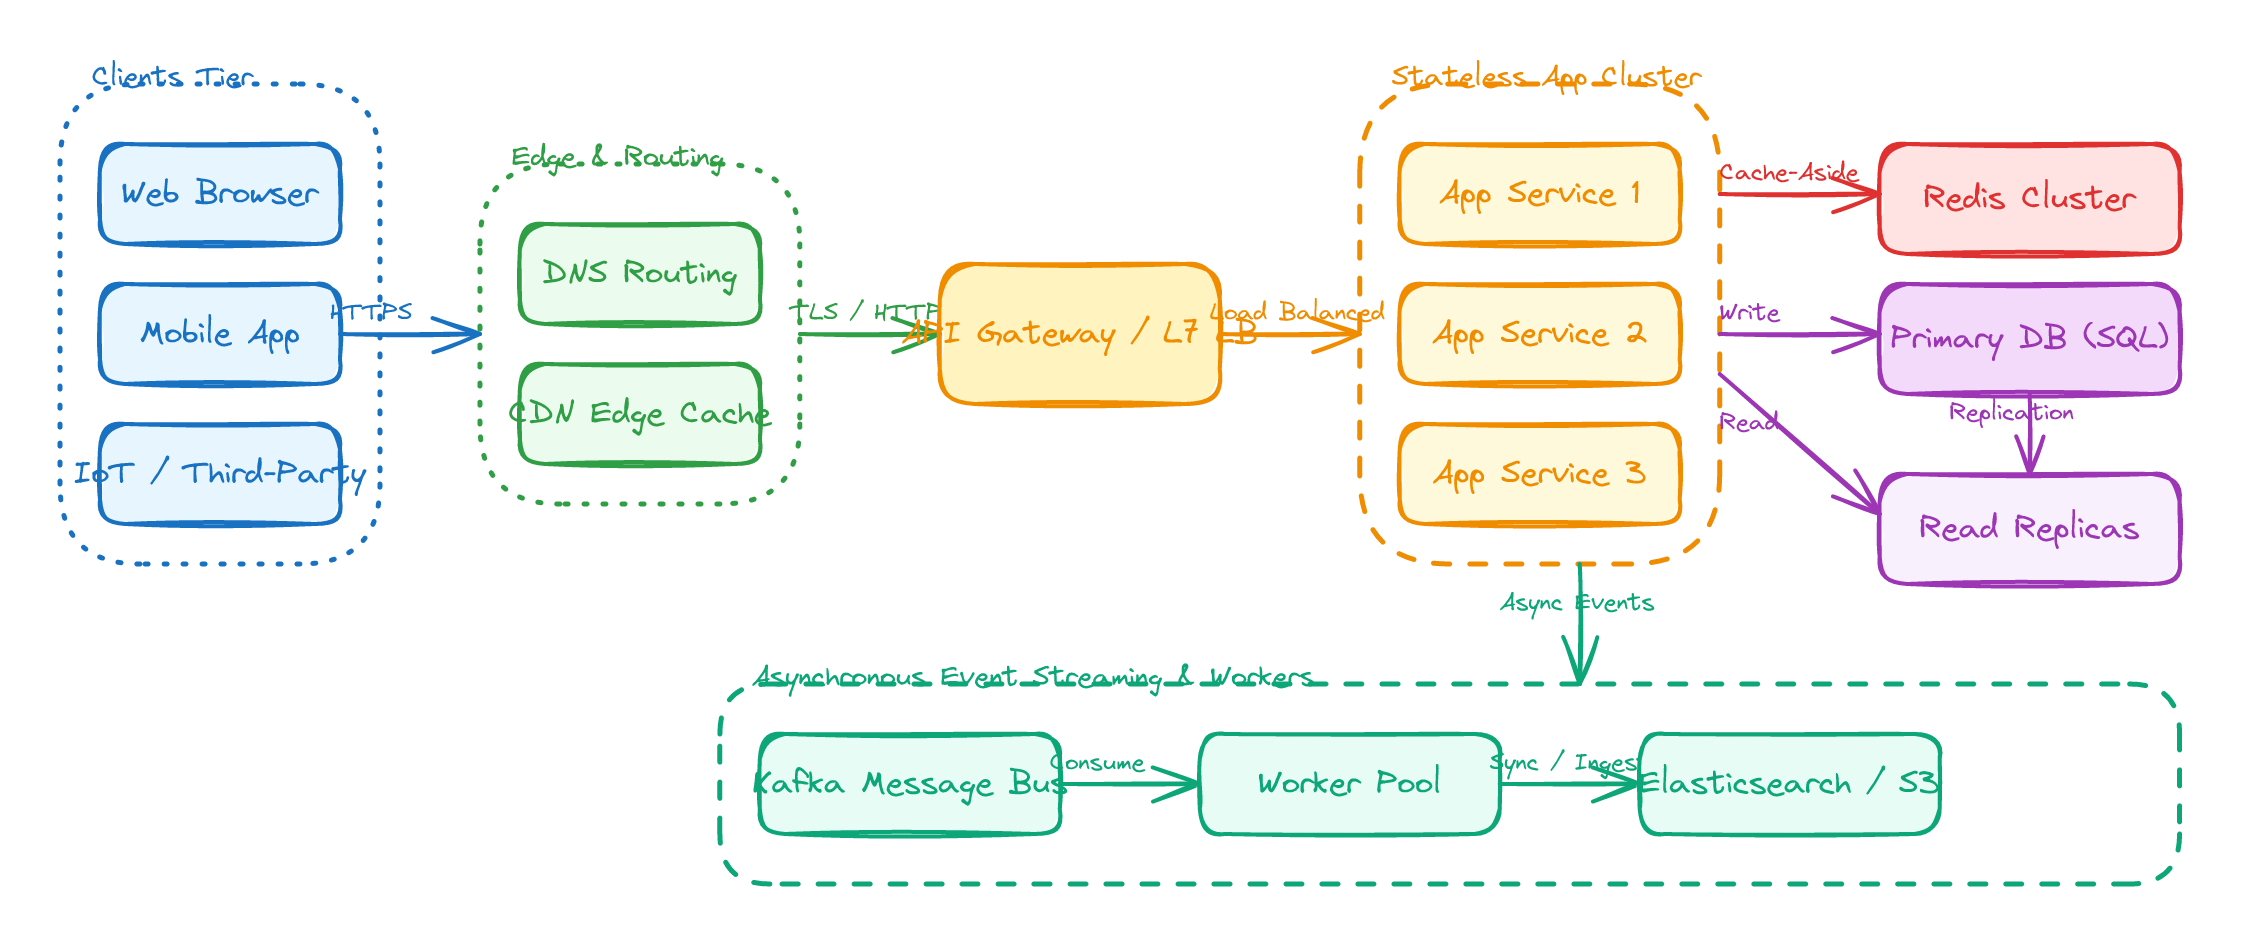 Clients Tier
Web Browser
Mobile App
IoT / Third-Party
HTTPS
Edge & Routing
DNS Routing
CDN Edge Cache
TLS / HTTP
API Gateway / L7 LB
Load Balanced
Stateless App Cluster
App Service 1
App Service 2
App Service 3
Cache-Aside
Redis Cluster
Write
Primary DB (SQL)
Replication
Read
Read Replicas
Async Events
Asynchronous Event Streaming & Workers
Kafka Message Bus
Consume
Worker Pool
Sync / Ingest
Elasticsearch / S3